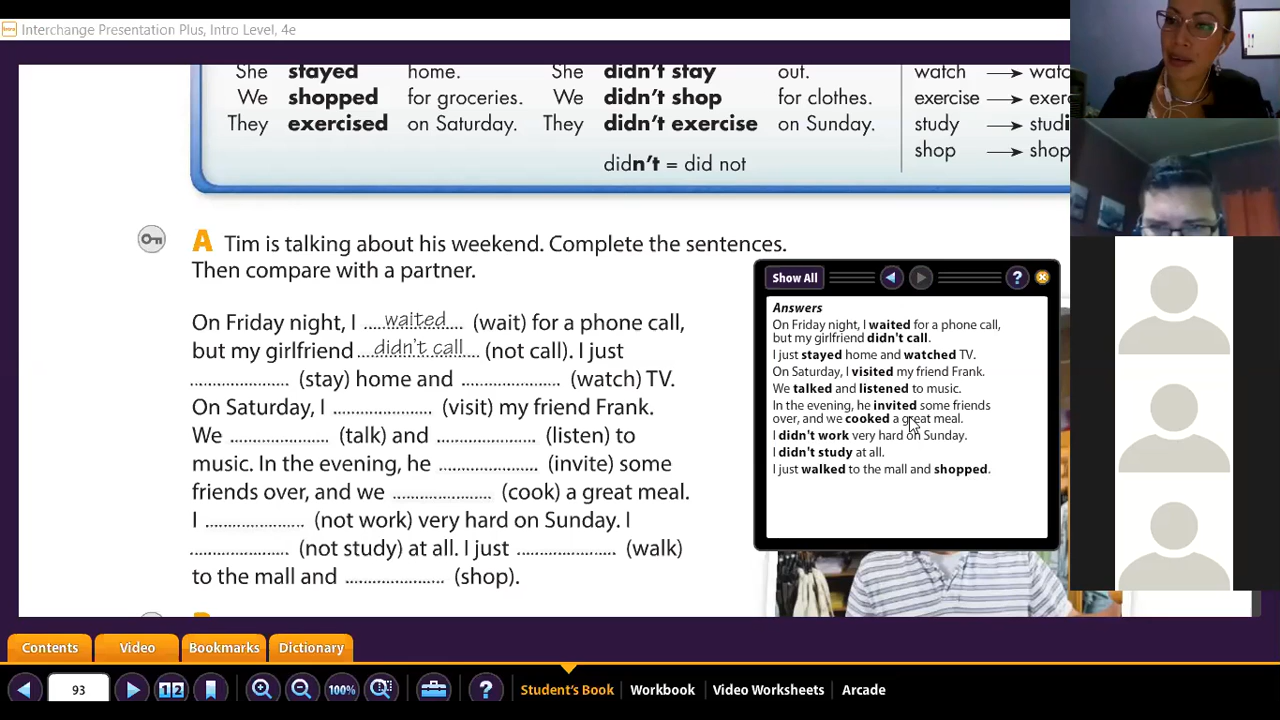 Interchange Presentation Plus, Intro Level, 4e
She stayed home. She didn't stay out. watch →
We shopped for groceries. We didn't shop for clothes. exercise →
They exercised on Saturday. They didn't exercise on Sunday. study →
shop →
didn't = did not
A Tim is talking about his weekend. Complete the sentences.
Then compare with a partner.
On Friday night, I waited (wait) for a phone call,
but my girlfriend didn't call (not call). I just
(stay) home and (watch) TV.
On Saturday, I (visit) my friend Frank.
We (talk) and (listen) to
music. In the evening, he (invite) some
friends over, and we (cook) a great meal.
I (not work) very hard on Sunday. I
(not study) at all. I just (walk)
to the mall and (shop).
Show All ?
Answers
On Friday night, I waited for a phone call,
but my girlfriend didn't call.
I just stayed home and watched TV.
On Saturday, I visited my friend Frank.
We talked and listened to music.
In the evening, he invited some friends
over, and we cooked a great meal.
I didn't work very hard on Sunday.
I didn't study at all.
I just walked to the mall and shopped.
Contents Video Bookmarks Dictionary
93 12 100% ? Student's Book Workbook Video Worksheets Arcade